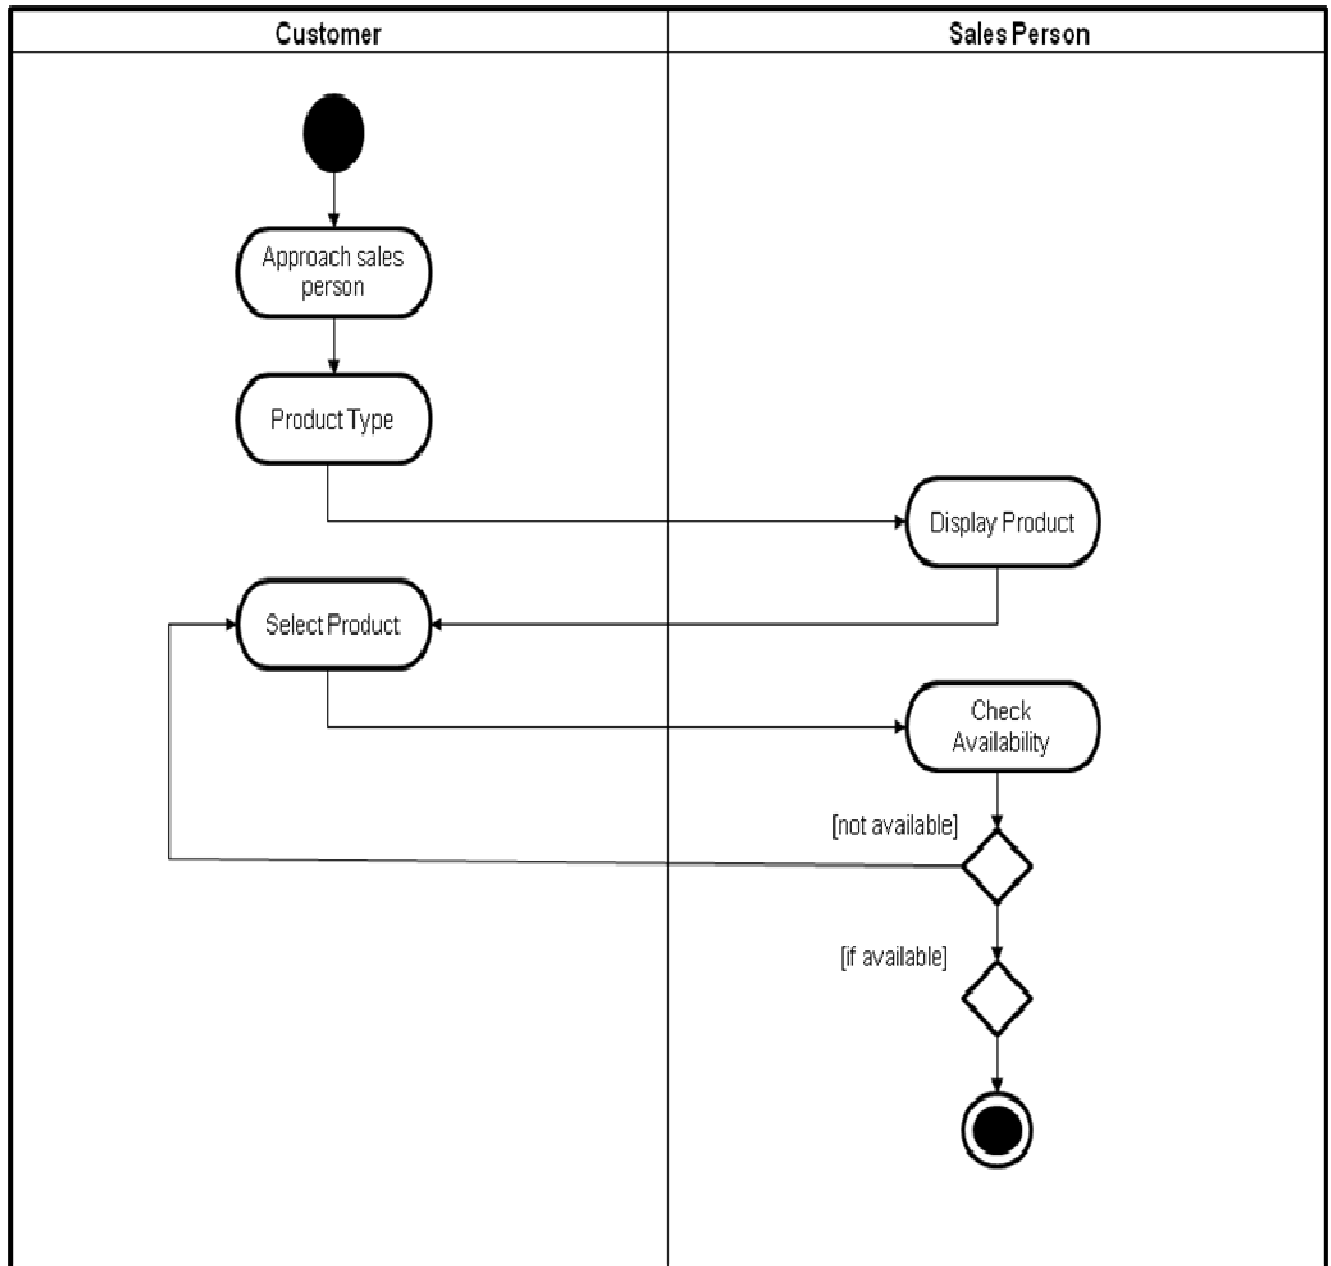 Customer
Sales Person
Approach sales
person
Product Type
Display Product
Select Product
Check
Availability
[not available]
[if available]